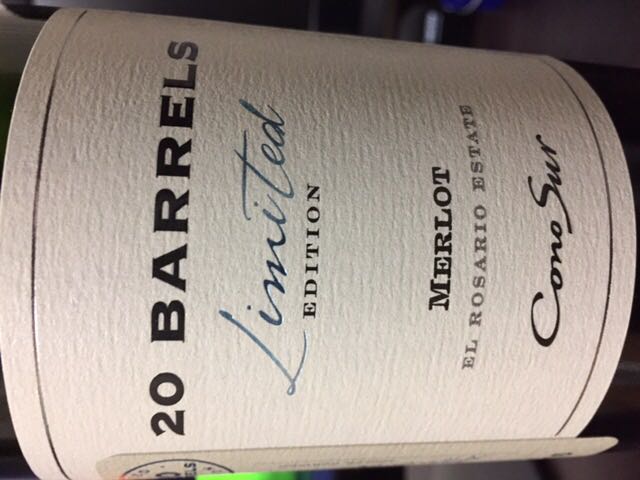 20 BARRELS
Limited
EDITION
MERLOT
EL ROSARIO ESTATE
Cono Sur